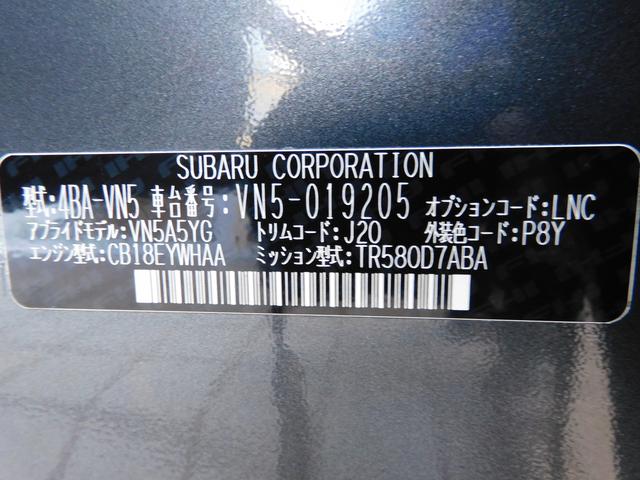 SUBARU CORPORATION
型式:4BA-VN5 車台番号:VN5-019205 オプションコード:LNC
アプライドモデル:VN5A5YG トリムコード:J20 外装色コード:P8Y
エンジン型式:CB18EYWHAA ミッション型式:TR580D7ABA